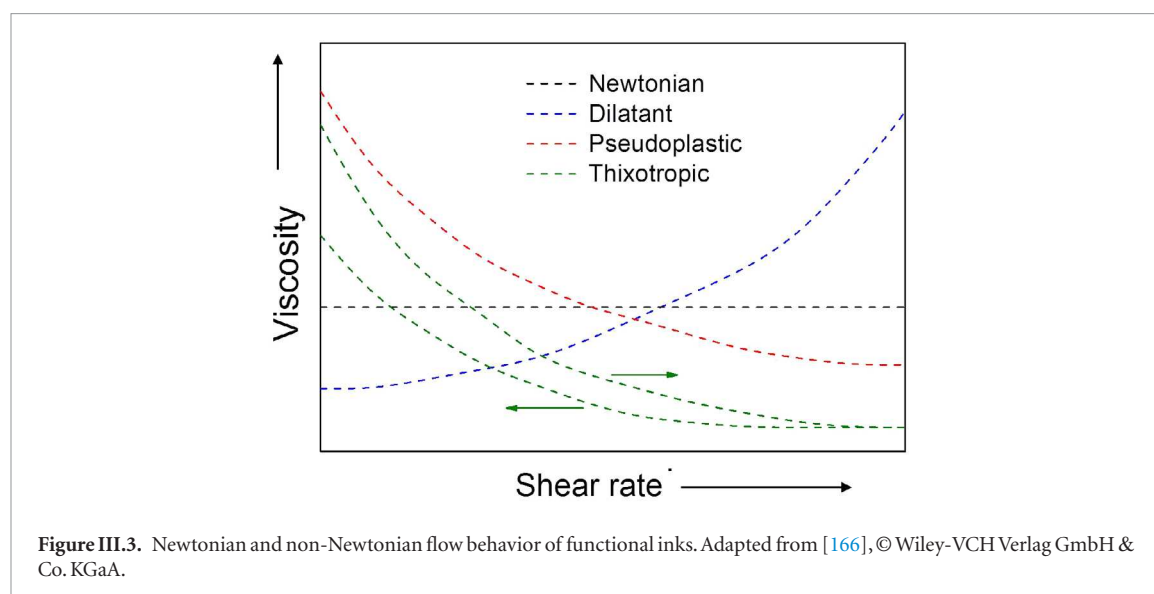 Newtonian
Dilatant
Pseudoplastic
Thixotropic
Viscosity
Shear rate
Figure III.3. Newtonian and non-Newtonian flow behavior of functional inks. Adapted from [166], © Wiley-VCH Verlag GmbH &
Co. KGaA.